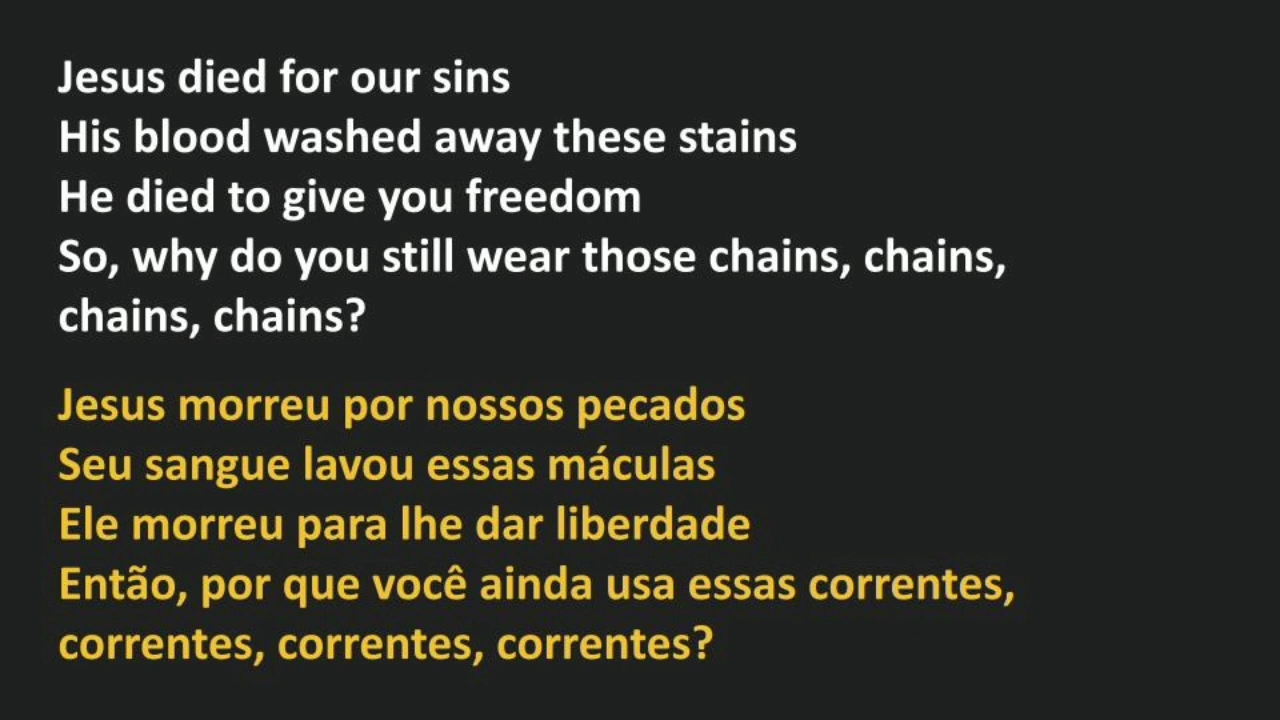 Jesus died for our sins
His blood washed away these stains
He died to give you freedom
So, why do you still wear those chains, chains,
chains, chains?
Jesus morreu por nossos pecados
Seu sangue lavou essas máculas
Ele morreu para lhe dar liberdade
Então, por que você ainda usa essas correntes,
correntes, correntes, correntes?